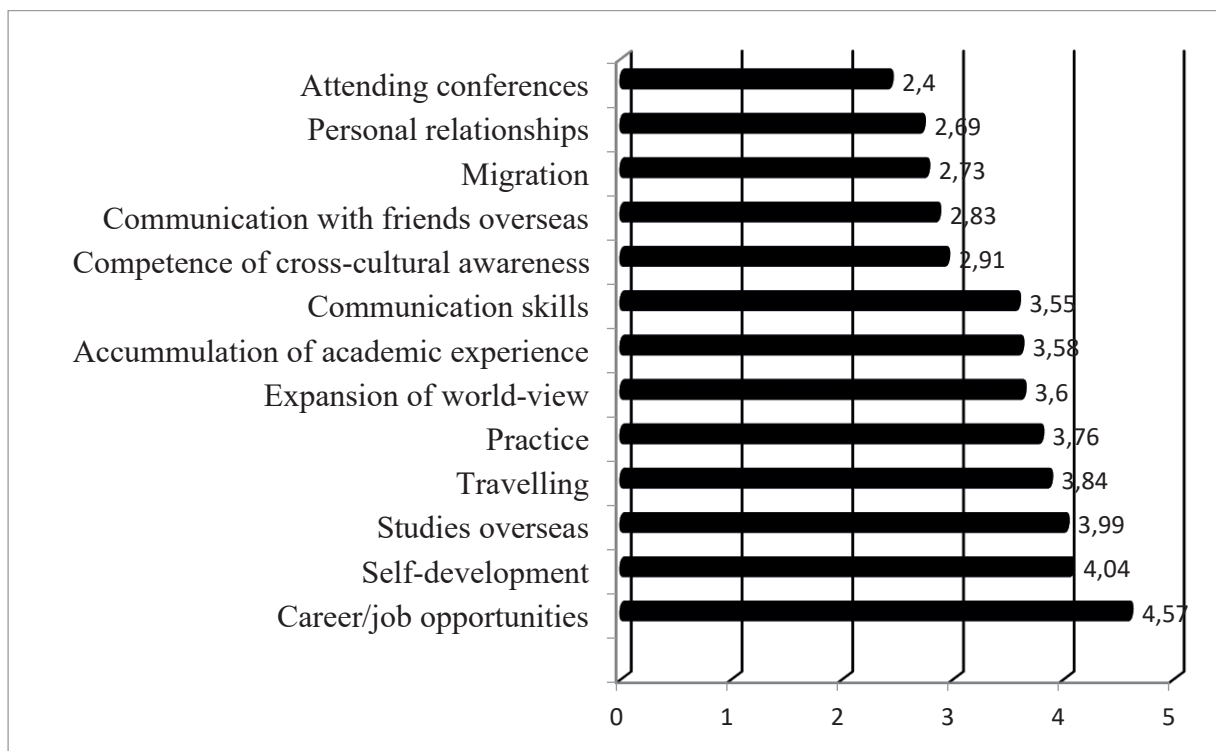 Attending conferences 2,4
Personal relationships 2,69
Migration 2,73
Communication with friends overseas 2,83
Competence of cross-cultural awareness 2,91
Communication skills 3,55
Accummulation of academic experience 3,58
Expansion of world-view 3,6
Practice 3,76
Travelling 3,84
Studies overseas 3,99
Self-development 4,04
Career/job opportunities 4,57
0 1 2 3 4 5